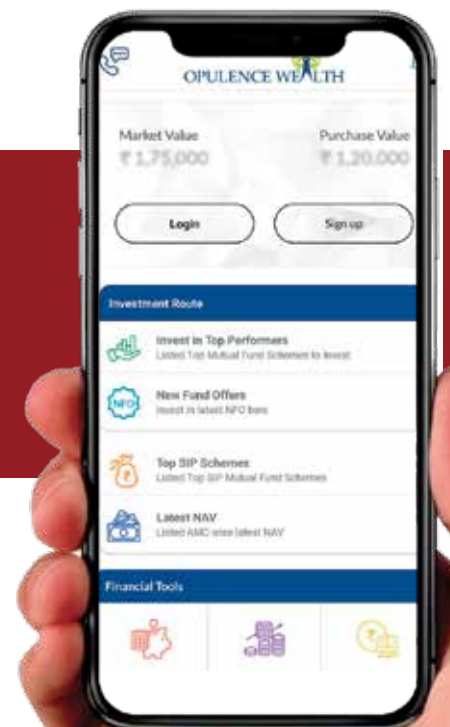 OPULENCE WEALTH
Market Value Purchase Value
₹ 1,75,000 ₹ 1,20,000
Login Sign up
Investment Route
Invest in Top Performers
Listed Top Mutual Fund Schemes to Invest
New Fund Offers
NFO
Invest in latest NFO here
Top SIP Schemes
Listed Top SIP Mutual Fund Schemes
Latest NAV
Listed AMC wise latest NAV
Financial Tools